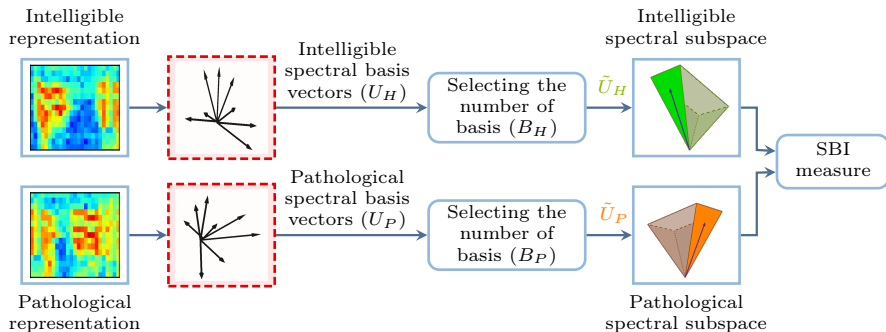 Intelligible
representation
Intelligible
spectral basis
vectors (U_H)
Selecting the
number of
basis (B_H)
Ũ_H
Intelligible
spectral subspace
SBI
measure
Pathological
spectral basis
vectors (U_P)
Selecting the
number of
basis (B_P)
Ũ_P
Pathological
representation
Pathological
spectral subspace